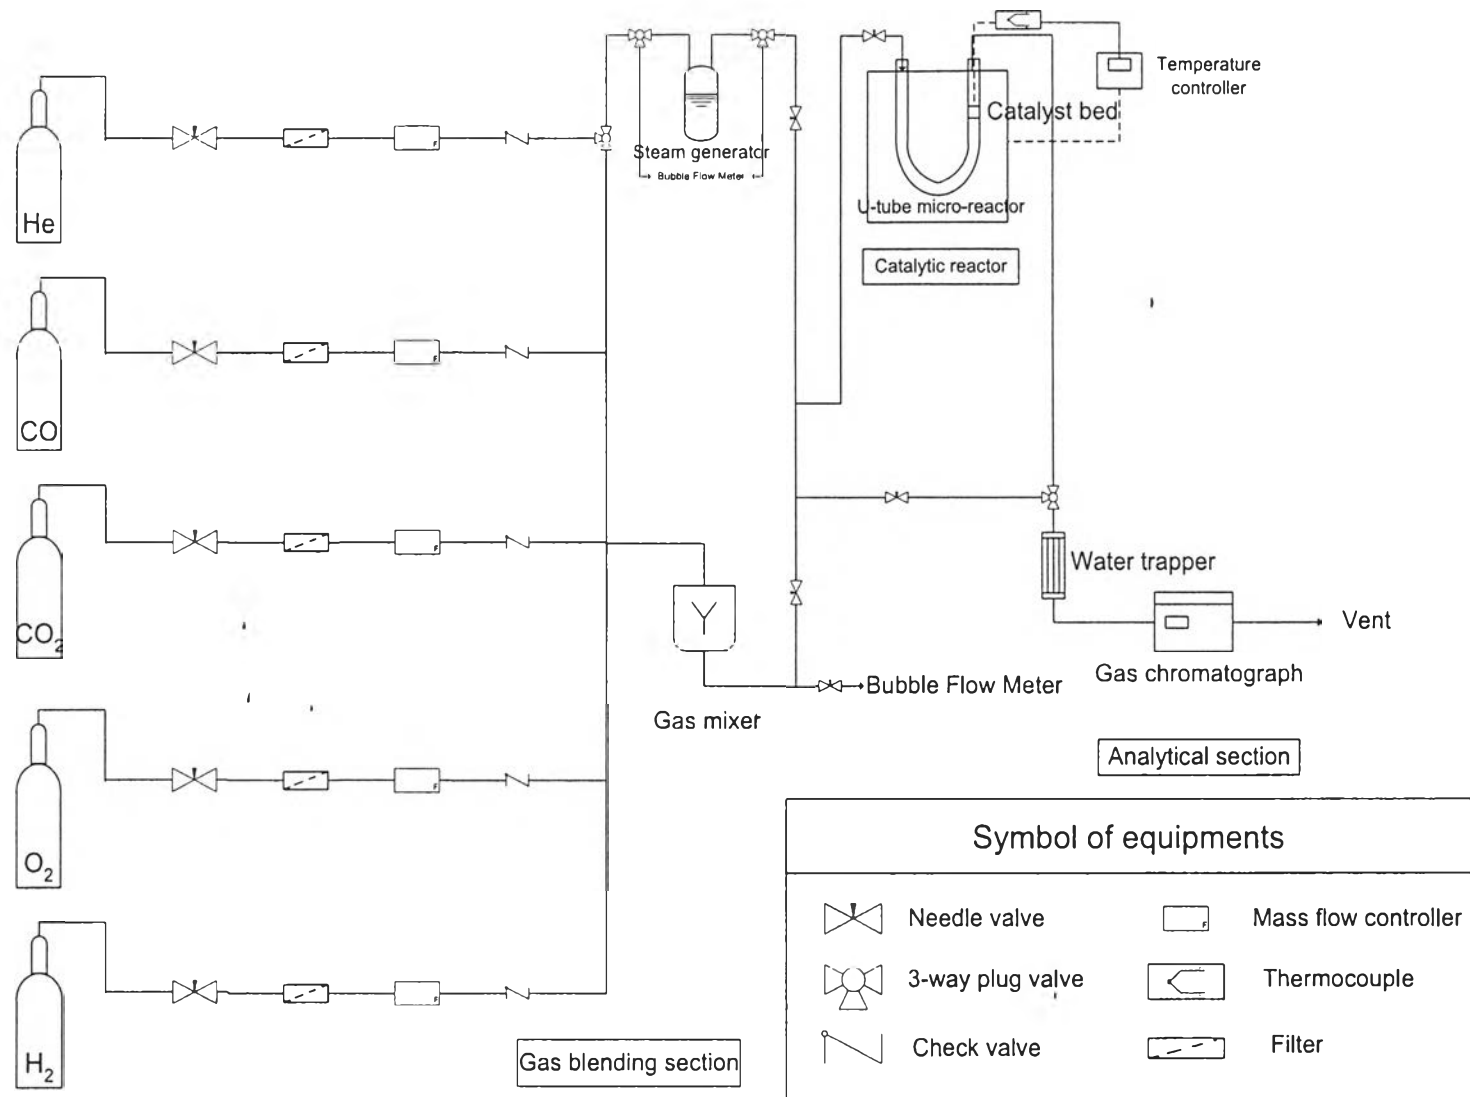 Temperature
controller
Catalyst bed
Steam generator
Bubble Flow Meter
He
U-tube micro-reactor
Catalytic reactor
CO
CO2
Water trapper
Vent
Gas chromatograph
Bubble Flow Meter
Gas mixer
Analytical section
O2
Symbol of equipments
Needle valve
Mass flow controller
3-way plug valve
Thermocouple
Check valve
Filter
Gas blending section
H2
F
F
F
F
F
F